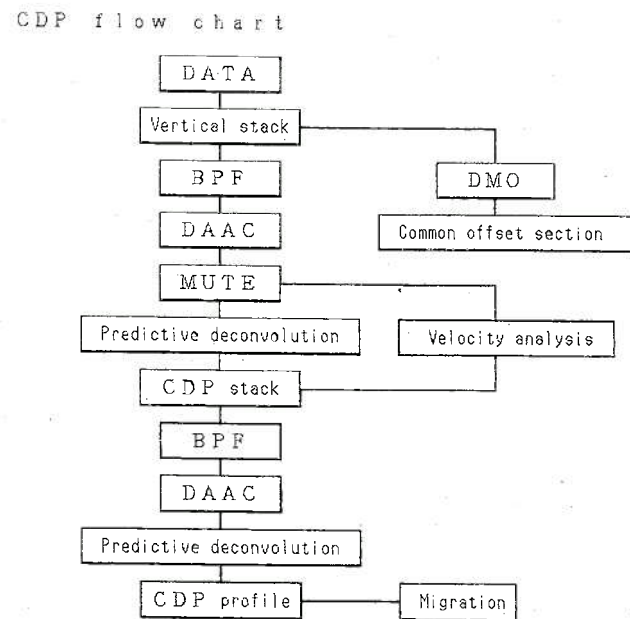 CDP flow chart
DATA
Vertical stack
BPF
DMO
DAAC
Common offset section
MUTE
Predictive deconvolution
Velocity analysis
CDP stack
BPF
DAAC
Predictive deconvolution
CDP profile
Migration